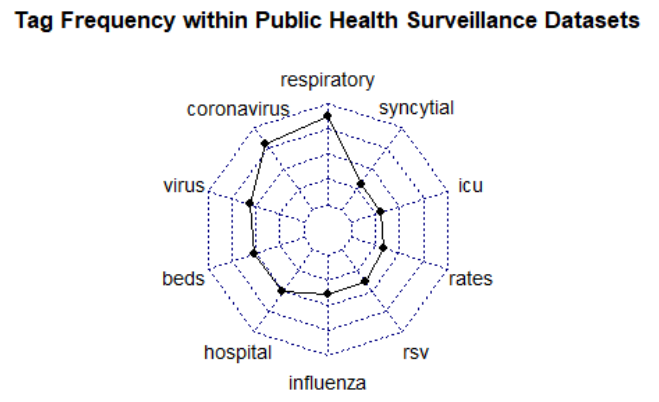 Tag Frequency within Public Health Surveillance Datasets
respiratory
coronavirus
syncytial
virus
icu
beds
rates
hospital
rsv
influenza